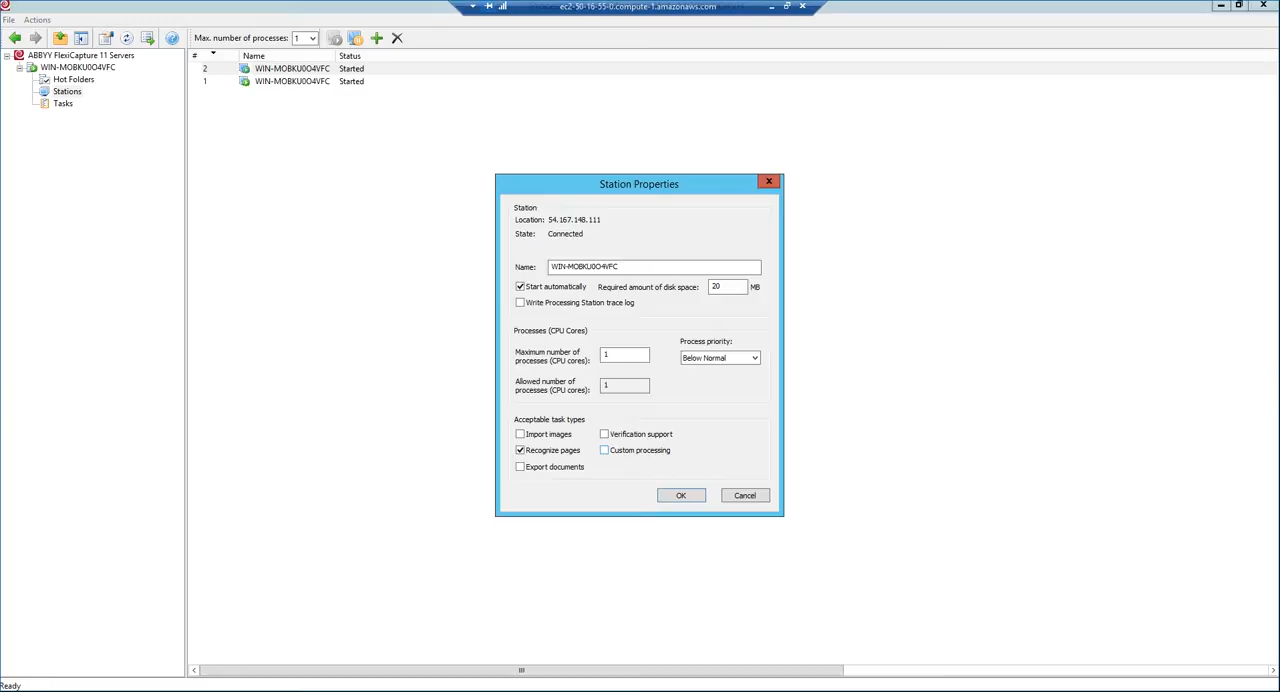 ec2-50-16-55-0.compute-1.amazonaws.com
File Actions
Max. number of processes: 1
ABBYY FlexiCapture 11 Servers
WIN-MOBKU0O4VFC
Hot Folders
Stations
Tasks
# Name Status
2 WIN-MOBKU0O4VFC Started
1 WIN-MOBKU0O4VFC Started
Station Properties
Station
Location: 54.167.148.111
State: Connected
Name: WIN-MOBKU0O4VFC
Start automatically Required amount of disk space: 20 MB
Write Processing Station trace log
Processes (CPU Cores)
Process priority:
Maximum number of
processes (CPU cores): 1
Below Normal
Allowed number of
processes (CPU cores): 1
Acceptable task types
Import images Verification support
Recognize pages Custom processing
Export documents
OK Cancel
Ready